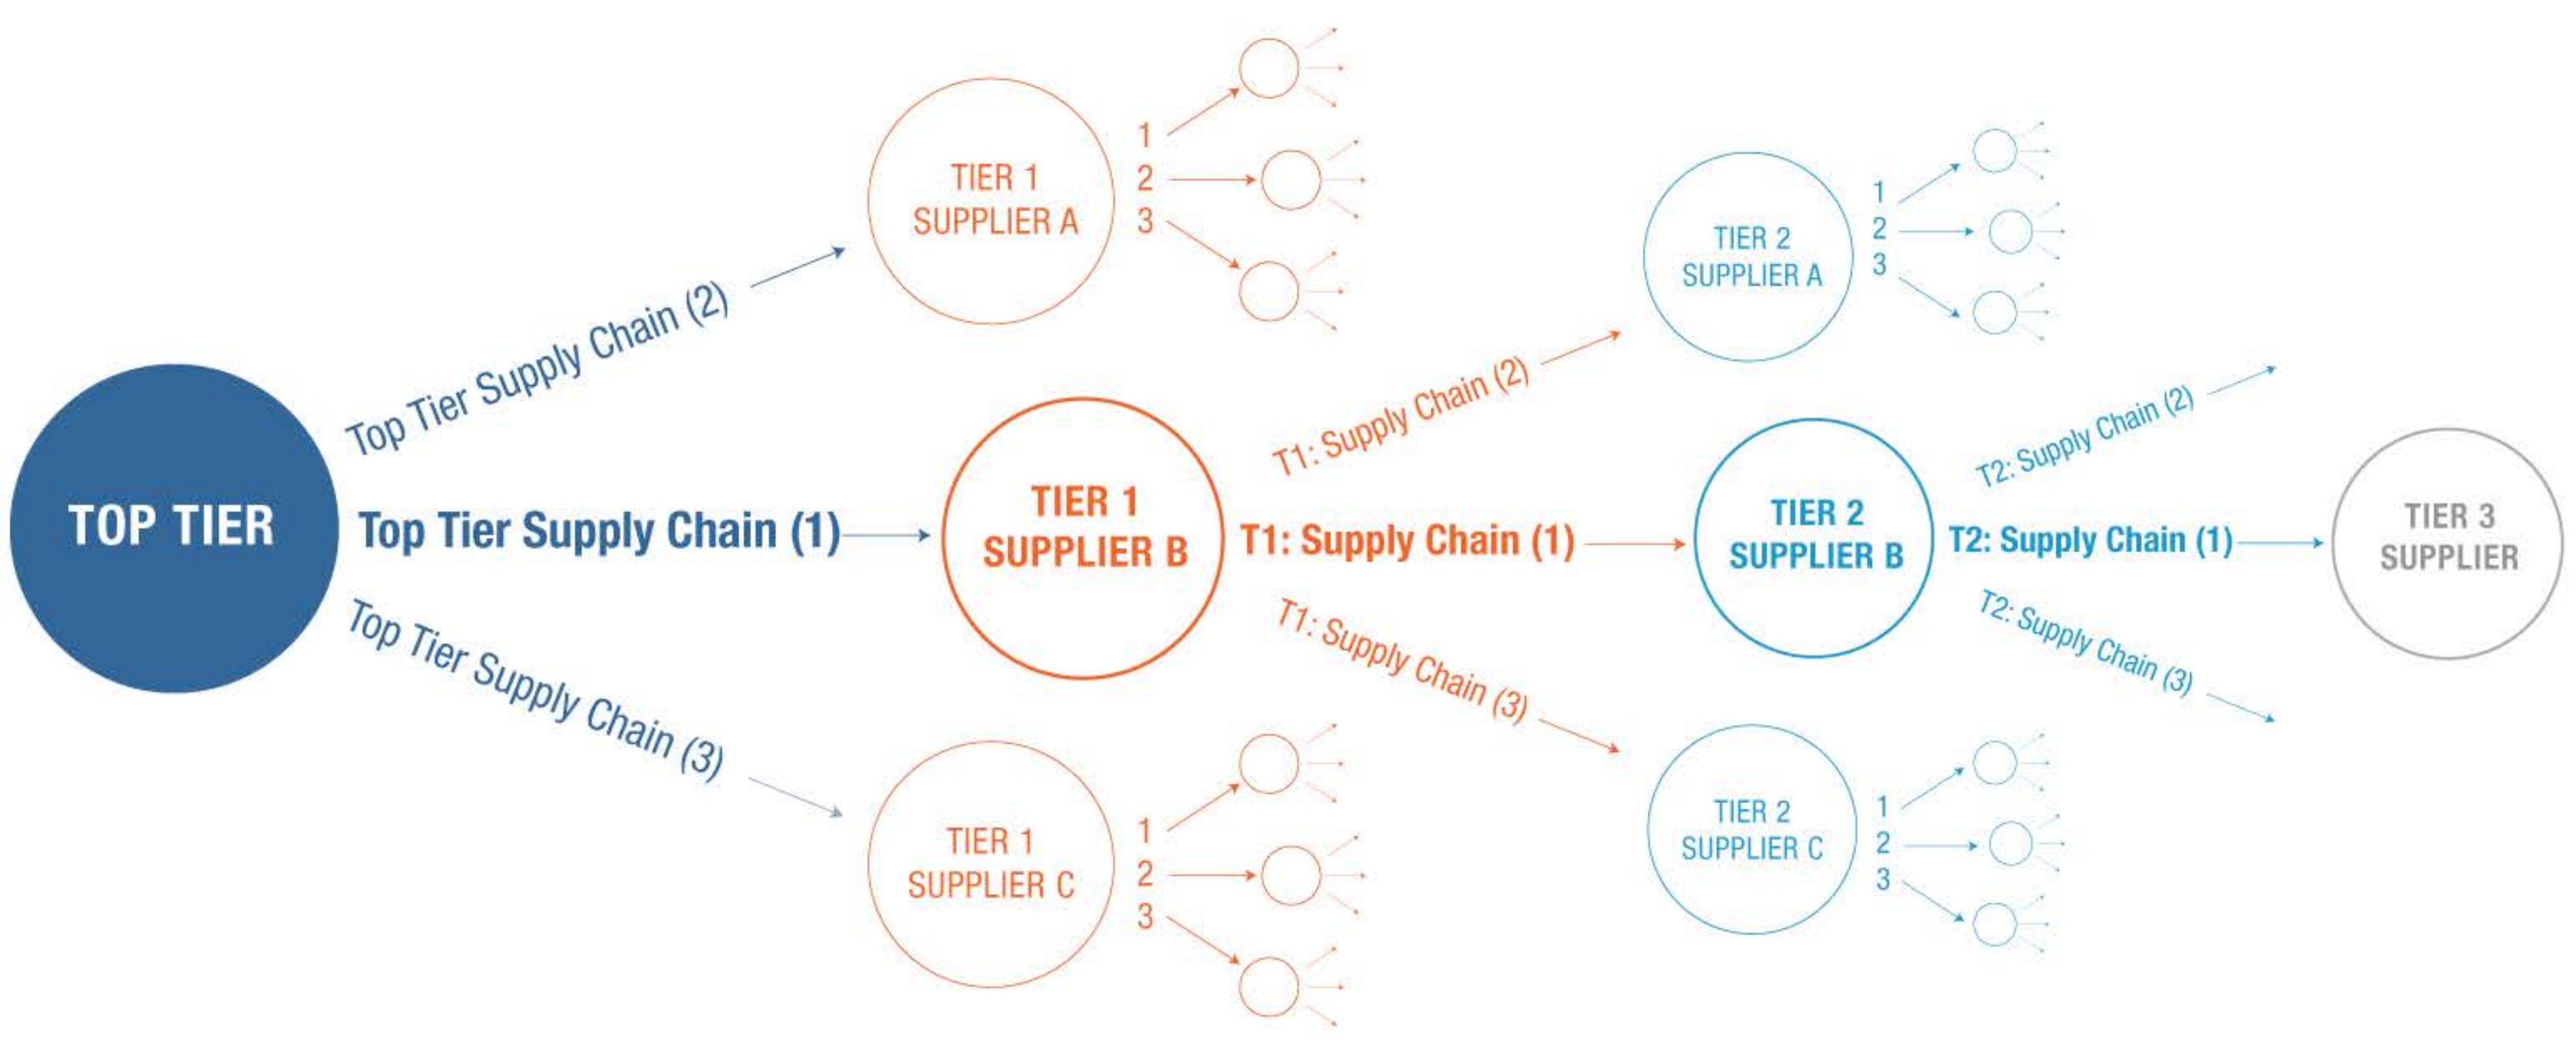 TOP TIER
Top Tier Supply Chain (2)
Top Tier Supply Chain (1)
Top Tier Supply Chain (3)
TIER 1
SUPPLIER A
1
2
3
TIER 1
SUPPLIER B
TIER 1
SUPPLIER C
1
2
3
T1: Supply Chain (2)
T1: Supply Chain (1)
T1: Supply Chain (3)
TIER 2
SUPPLIER A
1
2
3
TIER 2
SUPPLIER B
TIER 2
SUPPLIER C
1
2
3
T2: Supply Chain (2)
T2: Supply Chain (1)
T2: Supply Chain (3)
TIER 3
SUPPLIER